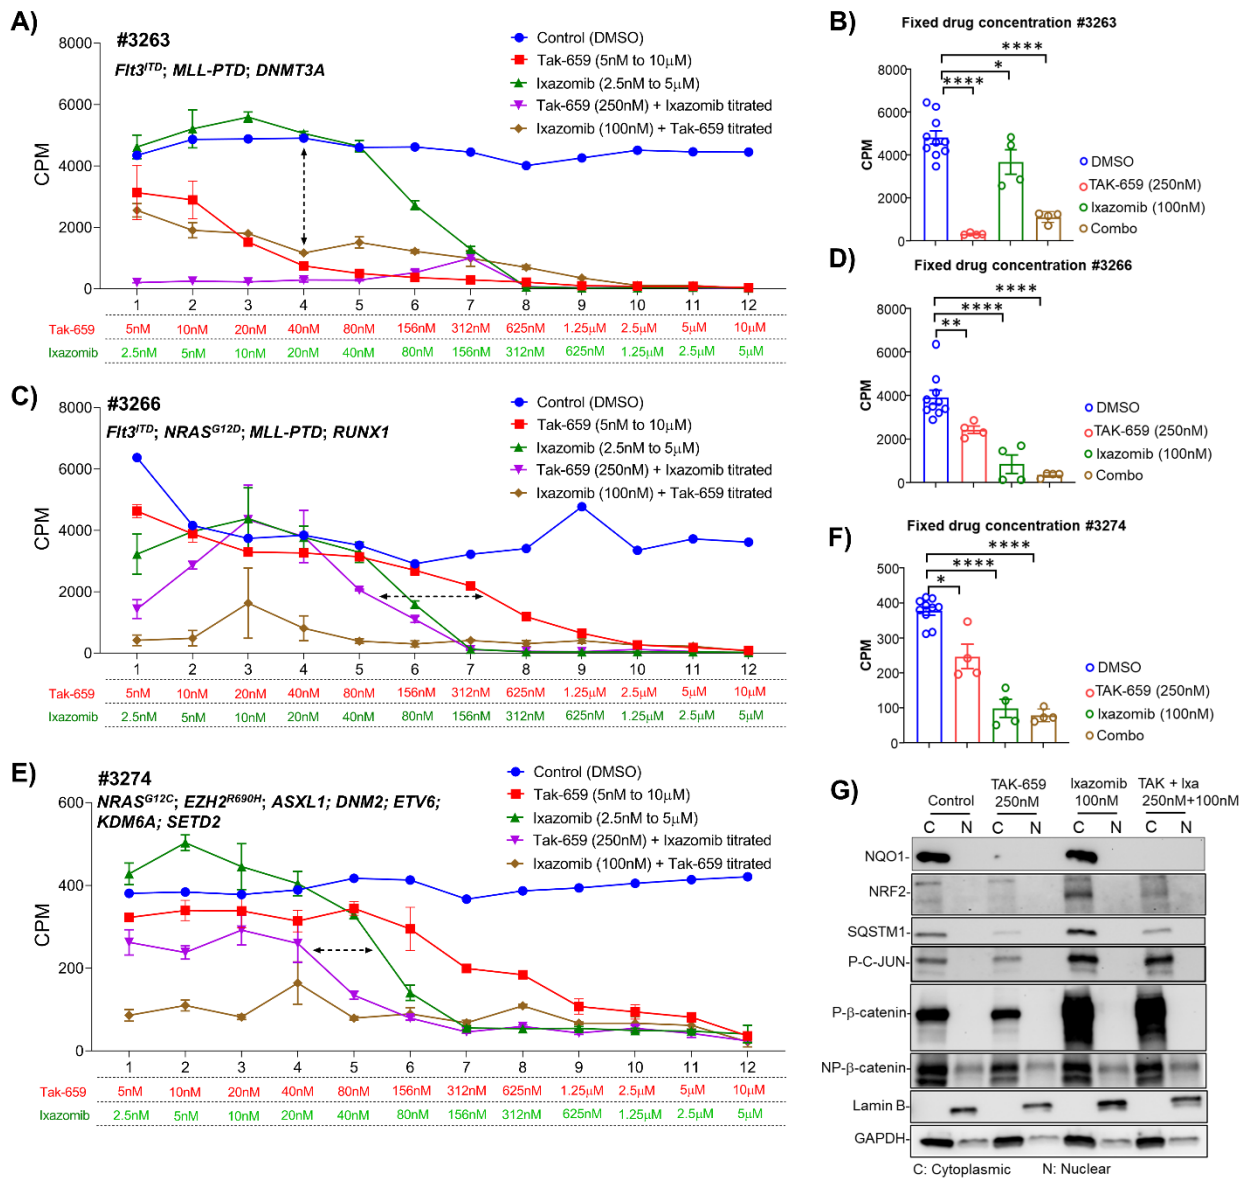 A)
#3263
Flt3ITD; MLL-PTD; DNMT3A
Control (DMSO)
Tak-659 (5nM to 10μM)
Ixazomib (2.5nM to 5μM)
Tak-659 (250nM) + Ixazomib titrated
Ixazomib (100nM) + Tak-659 titrated
CPM
8000
6000
4000
2000
0
1 2 3 4 5 6 7 8 9 10 11 12
Tak-659 5nM 10nM 20nM 40nM 80nM 156nM 312nM 625nM 1.25μM 2.5μM 5μM 10μM
Ixazomib 2.5nM 5nM 10nM 20nM 40nM 80nM 156nM 312nM 625nM 1.25μM 2.5μM 5μM
B)
Fixed drug concentration #3263
****
*
****
CPM
8000
6000
4000
2000
0
DMSO
TAK-659 (250nM)
Ixazomib (100nM)
Combo
C)
#3266
Flt3ITD; NRASG12D; MLL-PTD; RUNX1
Control (DMSO)
Tak-659 (5nM to 10μM)
Ixazomib (2.5nM to 5μM)
Tak-659 (250nM) + Ixazomib titrated
Ixazomib (100nM) + Tak-659 titrated
CPM
8000
6000
4000
2000
0
1 2 3 4 5 6 7 8 9 10 11 12
Tak-659 5nM 10nM 20nM 40nM 80nM 156nM 312nM 625nM 1.25μM 2.5μM 5μM 10μM
Ixazomib 2.5nM 5nM 10nM 20nM 40nM 80nM 156nM 312nM 625nM 1.25μM 2.5μM 5μM
D)
Fixed drug concentration #3266
****
****
**
CPM
8000
6000
4000
2000
0
DMSO
TAK-659 (250nM)
Ixazomib (100nM)
Combo
E)
#3274
NRASG12C; EZH2R690H; ASXL1; DNM2; ETV6;
KDM6A; SETD2
Control (DMSO)
Tak-659 (5nM to 10μM)
Ixazomib (2.5nM to 5μM)
Tak-659 (250nM) + Ixazomib titrated
Ixazomib (100nM) + Tak-659 titrated
CPM
600
400
200
0
1 2 3 4 5 6 7 8 9 10 11 12
Tak-659 5nM 10nM 20nM 40nM 80nM 156nM 312nM 625nM 1.25μM 2.5μM 5μM 10μM
Ixazomib 2.5nM 5nM 10nM 20nM 40nM 80nM 156nM 312nM 625nM 1.25μM 2.5μM 5μM
F)
Fixed drug concentration #3274
****
****
*
CPM
500
400
300
200
100
0
DMSO
TAK-659 (250nM)
Ixazomib (100nM)
Combo
G)
Control
TAK-659
250nM
Ixazomib
100nM
TAK + Ixa
250nM+100nM
C N C N C N C N
NQO1-
NRF2-
SQSTM1-
P-C-JUN-
P-β-catenin-
NP-β-catenin-
Lamin B-
GAPDH-
C: Cytoplasmic N: Nuclear